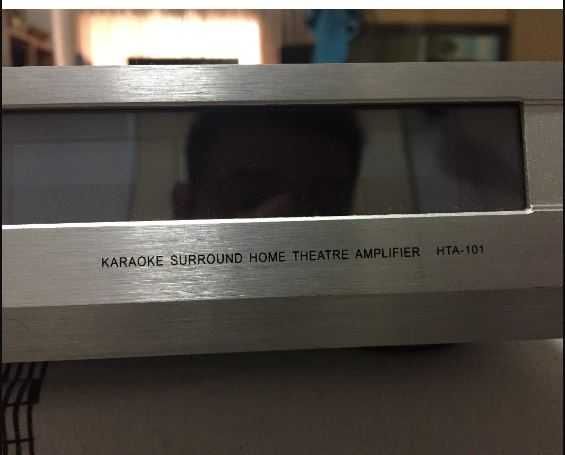 KARAOKE SURROUND HOME THEATRE AMPLIFIER HTA-101